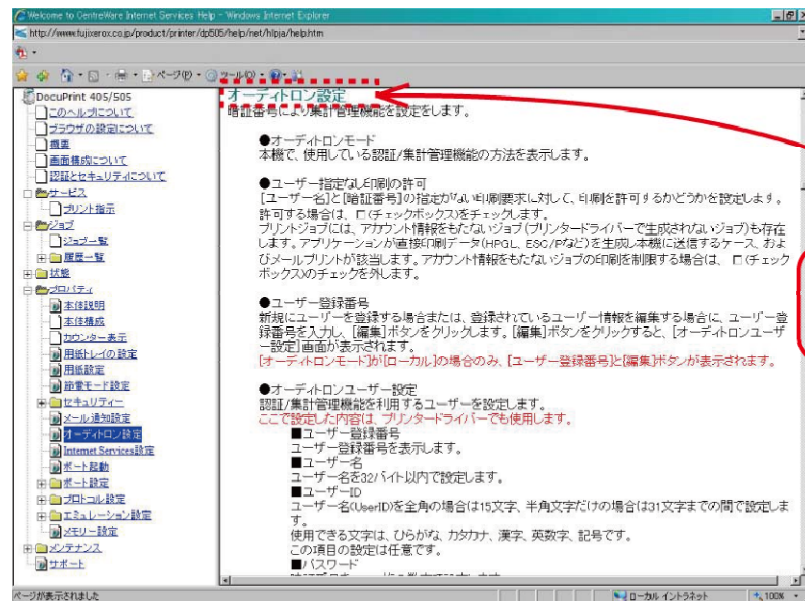 Welcome to CentreWare Internet Services Help - Windows Internet Explorer
http://www.fujixerox.co.jp/product/printer/dp505/help/net/hlpja/help.htm
ページ(P)
ツール(O)
DocuPrint 405/505
このヘルプについて
ブラウザの設定について
概要
画面構成について
認証とセキュリティについて
サービス
プリント指示
ジョブ
ジョブ一覧
履歴一覧
状態
プロパティ
本体説明
本体構成
カウンター表示
用紙トレイの設定
用紙設定
節電モード設定
セキュリティー
メール通知設定
オーディトロン設定
Internet Services設定
ポート起動
ポート設定
プロトコル設定
エミュレーション設定
メモリー設定
メンテナンス
サポート
オーディトロン設定
暗証番号により集計管理機能を設定をします。
●オーディトロンモード
本機で、使用している認証/集計管理機能の方法を表示します。
●ユーザー指定なし印刷の許可
[ユーザー名]と[暗証番号]の指定がない印刷要求に対して、印刷を許可するかどうかを設定します。
許可する場合は、□(チェックボックス)をチェックします。
プリントジョブには、アカウント情報をもたないジョブ(プリンタードライバーで生成されないジョブ)も存在
します。アプリケーションが直接印刷データ(HPGL、ESC/Pなど)を生成し本機に送信するケース、およ
びメールプリントが該当します。アカウント情報をもたないジョブの印刷を制限する場合は、□(チェック
ボックス)のチェックを外します。
●ユーザー登録番号
新規にユーザーを登録する場合または、登録されているユーザー情報を編集する場合に、ユーザー登
録番号を入力し、[編集]ボタンをクリックします。[編集]ボタンをクリックすると、[オーディトロンユーザ
ー設定]画面が表示されます。
[オーディトロンモード]が[ローカル]の場合のみ、[ユーザー登録番号]と[編集]ボタンが表示されます。
●オーディトロンユーザー設定
認証/集計管理機能を利用するユーザーを設定します。
ここで設定した内容は、プリンタードライバーでも使用します。
■ユーザー登録番号
ユーザー登録番号を表示します。
■ユーザー名
ユーザー名を32バイト以内で設定します。
■ユーザーID
ユーザー名(UserID)を全角の場合は15文字、半角文字だけの場合は31文字までの間で設定しま
す。
使用できる文字は、ひらがな、カタカナ、漢字、英数字、記号です。
この項目の設定は任意です。
■パスワード
ページが表示されました
ローカル イントラネット
100%